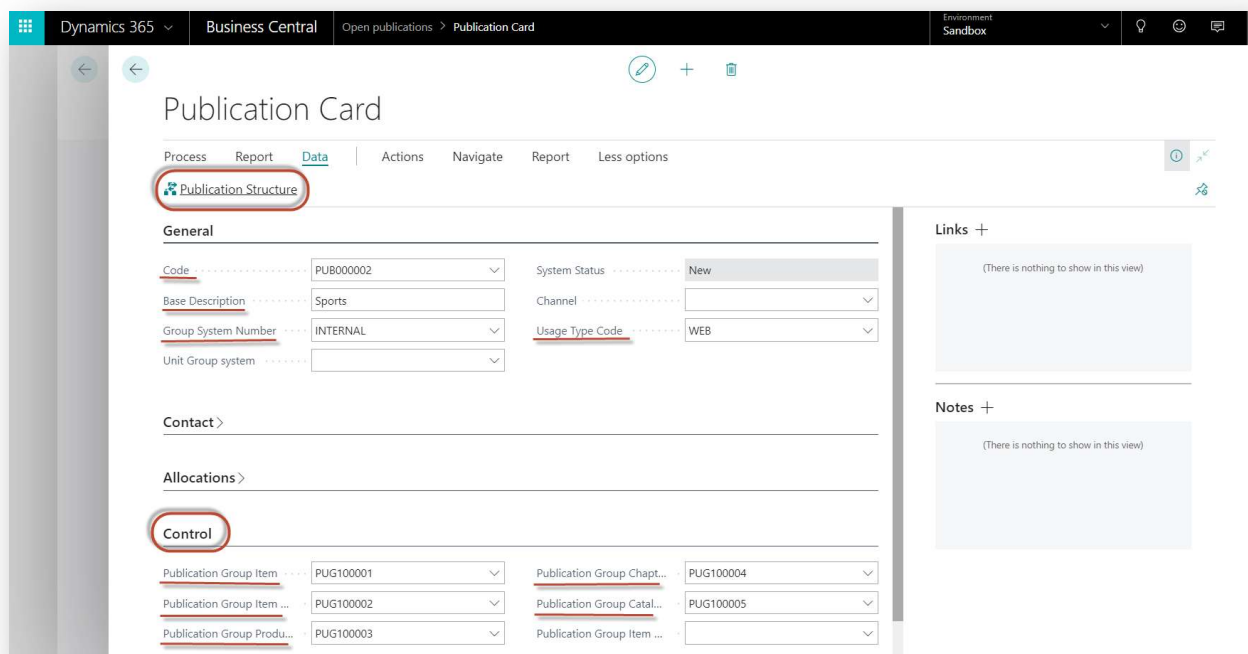 Dynamics 365 Business Central Open publications > Publication Card Environment Sandbox
Publication Card
Process Report Data Actions Navigate Report Less options
Publication Structure
General
Code PUB000002 System Status New
Base Description Sports Channel
Group System Number INTERNAL Usage Type Code WEB
Unit Group system
Contact >
Allocations >
Control
Publication Group Item PUG100001 Publication Group Chapt... PUG100004
Publication Group Item ... PUG100002 Publication Group Catal... PUG100005
Publication Group Produ... PUG100003 Publication Group Item ...
Links +
(There is nothing to show in this view)
Notes +
(There is nothing to show in this view)